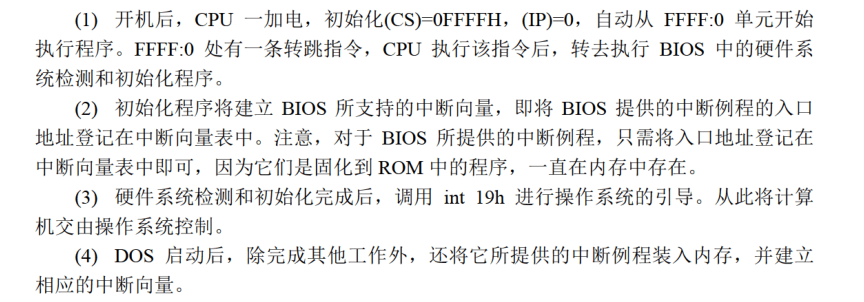 (1) 开机后，CPU 一加电，初始化(CS)=0FFFFH，(IP)=0，自动从 FFFF:0 单元开始
执行程序。FFFF:0 处有一条转跳指令，CPU 执行该指令后，转去执行 BIOS 中的硬件系
统检测和初始化程序。
(2) 初始化程序将建立 BIOS 所支持的中断向量，即将 BIOS 提供的中断例程的入口
地址登记在中断向量表中。注意，对于 BIOS 所提供的中断例程，只需将入口地址登记在
中断向量表中即可，因为它们是固化到 ROM 中的程序，一直在内存中存在。
(3) 硬件系统检测和初始化完成后，调用 int 19h 进行操作系统的引导。从此将计算
机交由操作系统控制。
(4) DOS 启动后，除完成其他工作外，还将它所提供的中断例程装入内存，并建立
相应的中断向量。